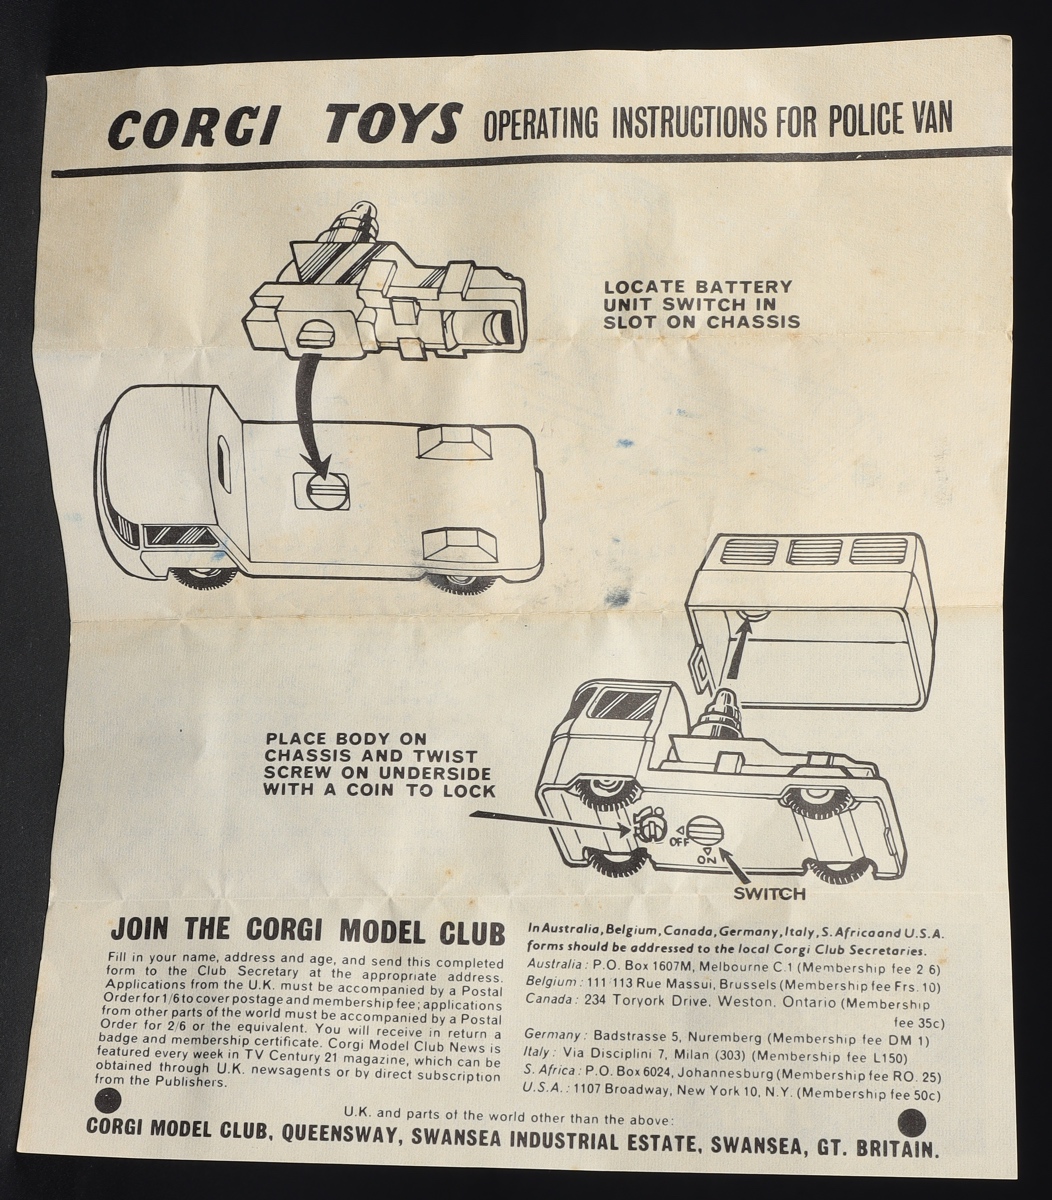 CORGI TOYS OPERATING INSTRUCTIONS FOR POLICE VAN
LOCATE BATTERY
UNIT SWITCH IN
SLOT ON CHASSIS
PLACE BODY ON
CHASSIS AND TWIST
SCREW ON UNDERSIDE
WITH A COIN TO LOCK
OFF
ON
SWITCH
JOIN THE CORGI MODEL CLUB
Fill in your name, address and age, and send this completed
form to the Club Secretary at the appropriate address.
Applications from the U.K. must be accompanied by a Postal
Order for 1/6 to cover postage and membership fee; applications
from other parts of the world must be accompanied by a Postal
Order for 2/6 or the equivalent. You will receive in return a
badge and membership certificate. Corgi Model Club News is
featured every week in TV Century 21 magazine, which can be
obtained through U.K. newsagents or by direct subscription
from the Publishers.
In Australia, Belgium, Canada, Germany, Italy, S. Africa and U.S.A.
forms should be addressed to the local Corgi Club Secretaries.
Australia: P.O. Box 1607M, Melbourne C.1 (Membership fee 2 6)
Belgium: 111 113 Rue Massui, Brussels (Membership fee Frs. 10)
Canada: 234 Toryork Drive, Weston, Ontario (Membership
fee 35c)
Germany: Badstrasse 5, Nuremberg (Membership fee DM 1)
Italy: Via Disciplini 7, Milan (303) (Membership fee L150)
S. Africa: P.O. Box 6024, Johannesburg (Membership fee RO. 25)
U.S.A.: 1107 Broadway, New York 10, N.Y. (Membership fee 50c)
U.K. and parts of the world other than the above:
CORGI MODEL CLUB, QUEENSWAY, SWANSEA INDUSTRIAL ESTATE, SWANSEA, GT. BRITAIN.